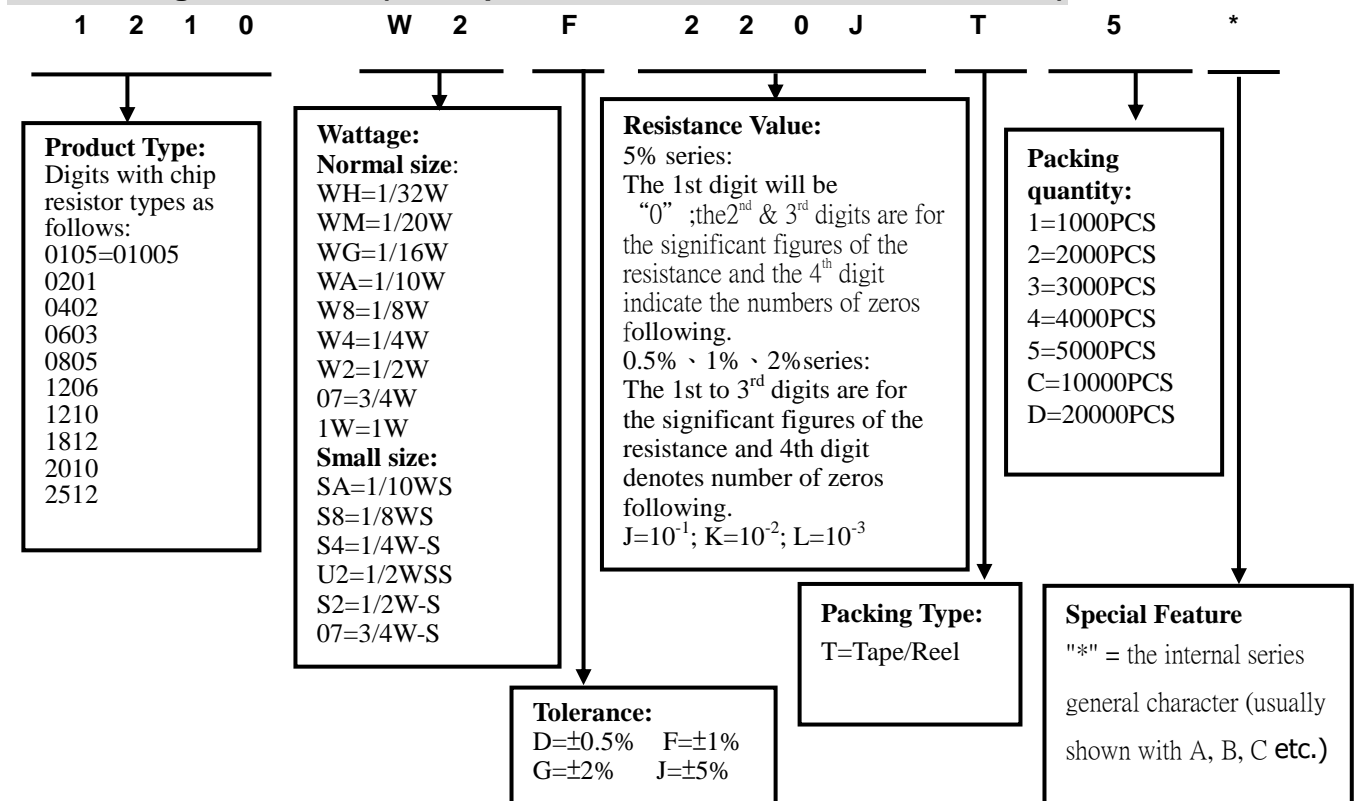 1 2 1 0 W 2 F 2 2 0 J T 5 *
Product Type:
Digits with chip
resistor types as
follows:
0105=01005
0201
0402
0603
0805
1206
1210
1812
2010
2512
Wattage:
Normal size:
WH=1/32W
WM=1/20W
WG=1/16W
WA=1/10W
W8=1/8W
W4=1/4W
W2=1/2W
07=3/4W
1W=1W
Small size:
SA=1/10WS
S8=1/8WS
S4=1/4W-S
U2=1/2WSS
S2=1/2W-S
07=3/4W-S
Tolerance:
D=±0.5% F=±1%
G=±2% J=±5%
Resistance Value:
5% series:
The 1st digit will be
“0” ;the2nd & 3rd digits are for
the significant figures of the
resistance and the 4th digit
indicate the numbers of zeros
following.
0.5%、1%、2%series:
The 1st to 3rd digits are for
the significant figures of the
resistance and 4th digit
denotes number of zeros
following.
J=10-1; K=10-2; L=10-3
Packing Type:
T=Tape/Reel
Packing
quantity:
1=1000PCS
2=2000PCS
3=3000PCS
4=4000PCS
5=5000PCS
C=10000PCS
D=20000PCS
Special Feature
"*" = the internal series
general character (usually
shown with A, B, C etc.)